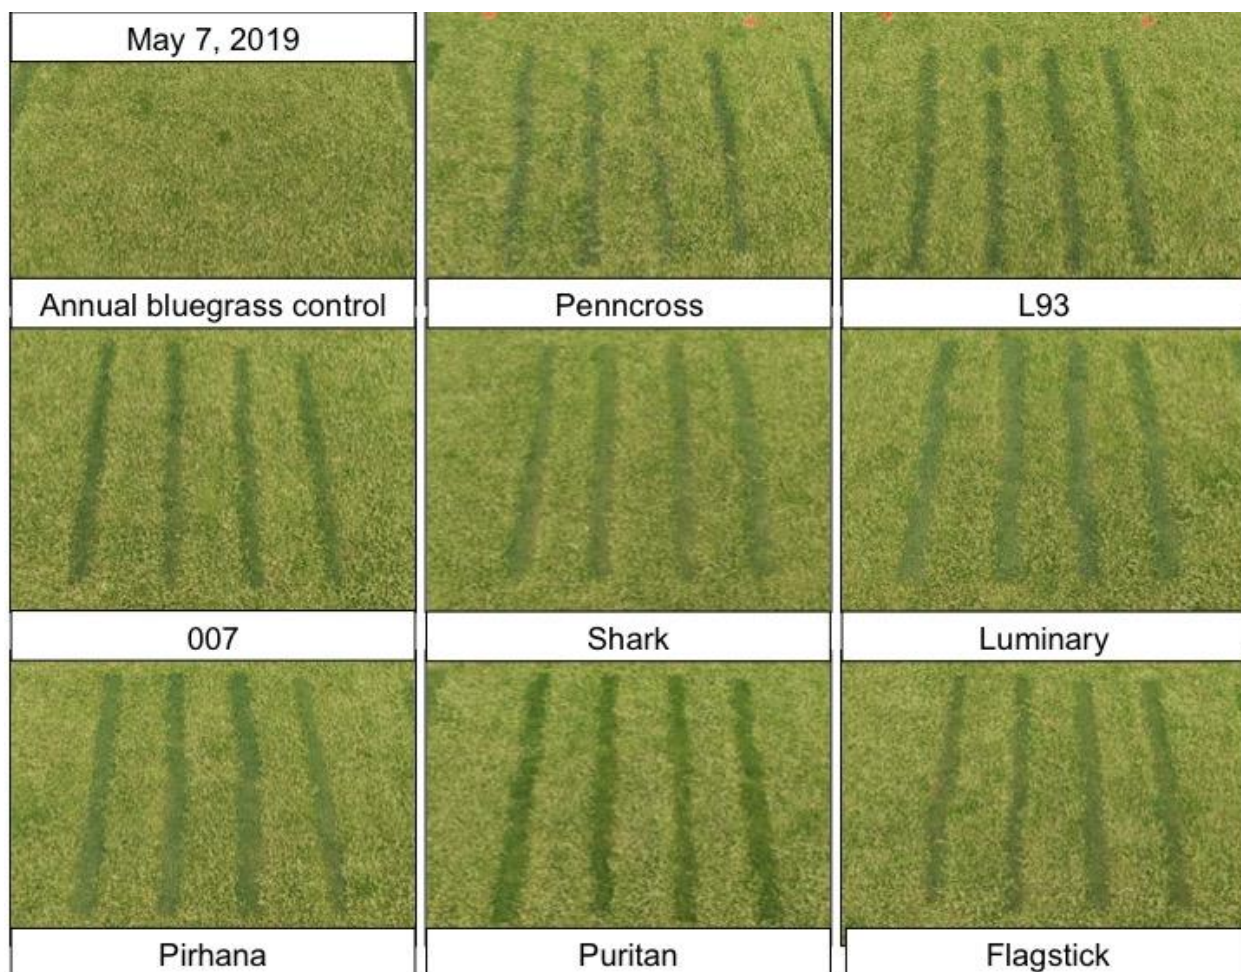 May 7, 2019
Annual bluegrass control
Penncross
L93
007
Shark
Luminary
Pirhana
Puritan
Flagstick